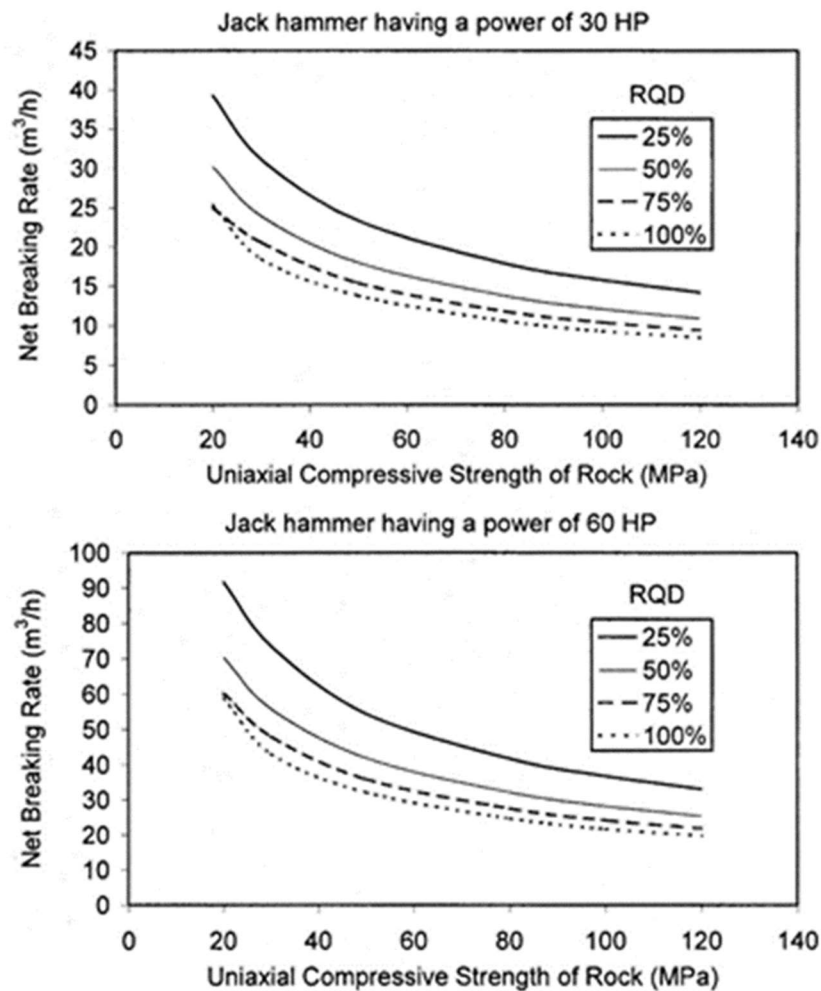 Jack hammer having a power of 30 HP
Net Breaking Rate (m³/h)
45
40
35
30
25
20
15
10
5
0
RQD
25%
50%
75%
100%
0 20 40 60 80 100 120 140
Uniaxial Compressive Strength of Rock (MPa)
Jack hammer having a power of 60 HP
Net Breaking Rate (m³/h)
100
90
80
70
60
50
40
30
20
10
0
RQD
25%
50%
75%
100%
0 20 40 60 80 100 120 140
Uniaxial Compressive Strength of Rock (MPa)